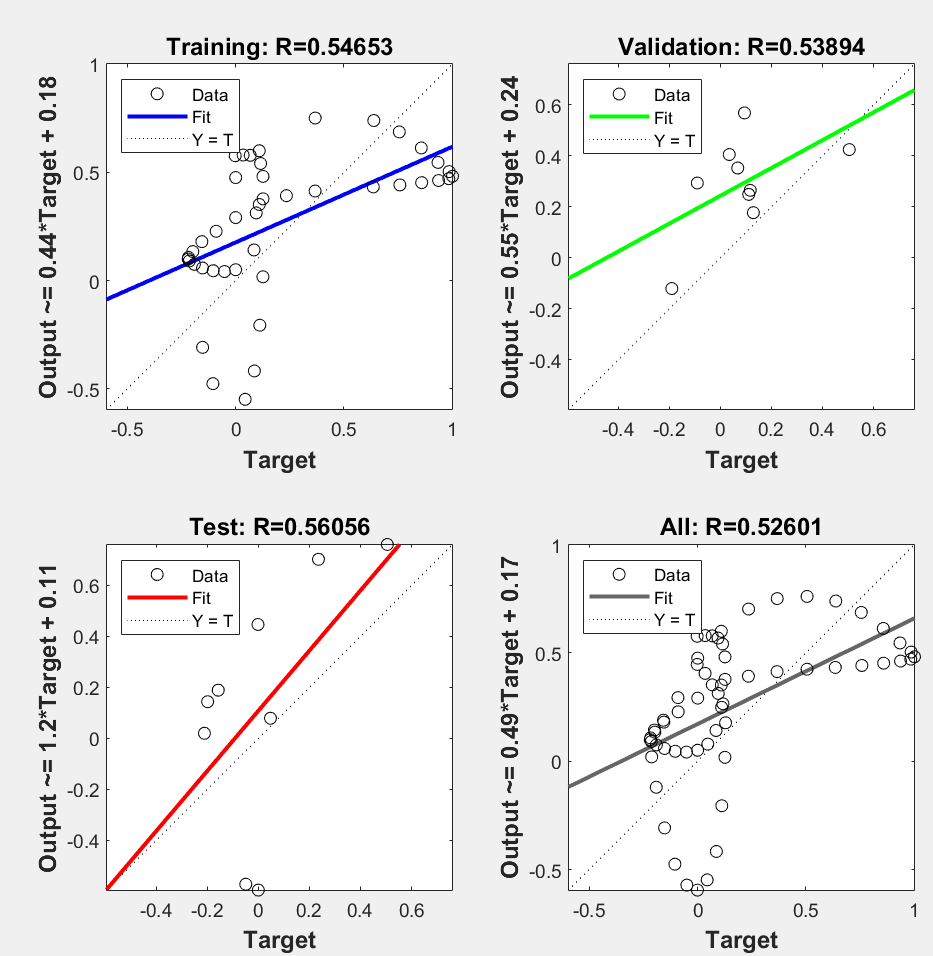 Training: R=0.54653
Output ~= 0.44*Target + 0.18
1
0.5
0
-0.5
Data
Fit
Y = T
-0.5
0
0.5
1
Target
Validation: R=0.53894
Output ~= 0.55*Target + 0.24
0.6
0.4
0.2
0
-0.2
-0.4
Data
Fit
Y = T
-0.4
-0.2
0
0.2
0.4
0.6
Target
Test: R=0.56056
Output ~= 1.2*Target + 0.11
0.6
0.4
0.2
0
-0.2
-0.4
Data
Fit
Y = T
-0.4
-0.2
0
0.2
0.4
0.6
Target
All: R=0.52601
Output ~= 0.49*Target + 0.17
1
0.5
0
-0.5
Data
Fit
Y = T
-0.5
0
0.5
1
Target